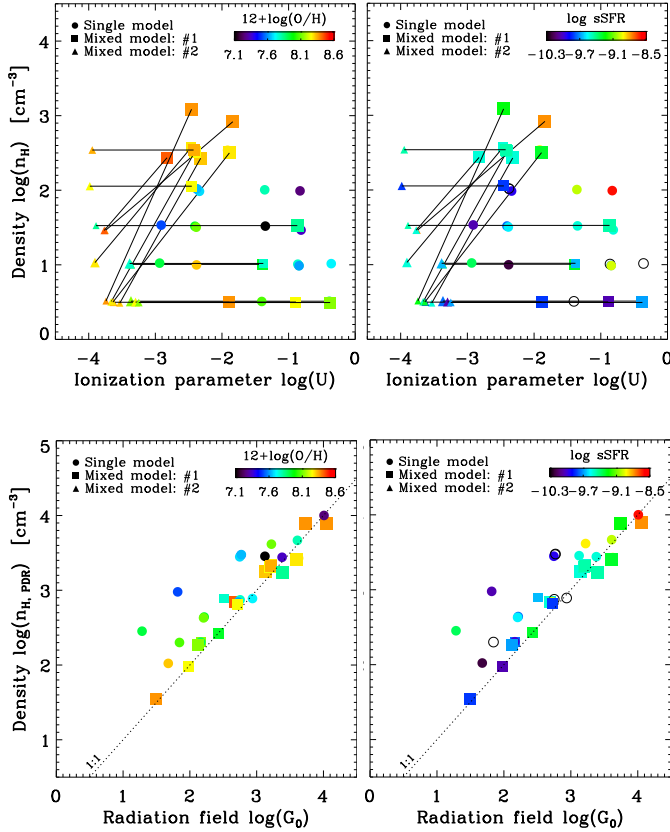 Single model
Mixed model: #1
Mixed model: #2
12+log(O/H)
7.1 7.6 8.1 8.6
Density log(n_H) [cm⁻³]
4
3
2
1
0
-4 -3 -2 -1 0
Ionization parameter log(U)
Single model
Mixed model: #1
Mixed model: #2
log sSFR
-10.3 -9.7 -9.1 -8.5
-4 -3 -2 -1 0
Ionization parameter log(U)
Single model
Mixed model: #1
Mixed model: #2
12+log(O/H)
7.1 7.6 8.1 8.6
Density log(n_H, PDR) [cm⁻³]
5
4
3
2
1
1:1
0 1 2 3 4
Radiation field log(G₀)
Single model
Mixed model: #1
Mixed model: #2
log sSFR
-10.3 -9.7 -9.1 -8.5
1:1
0 1 2 3 4
Radiation field log(G₀)